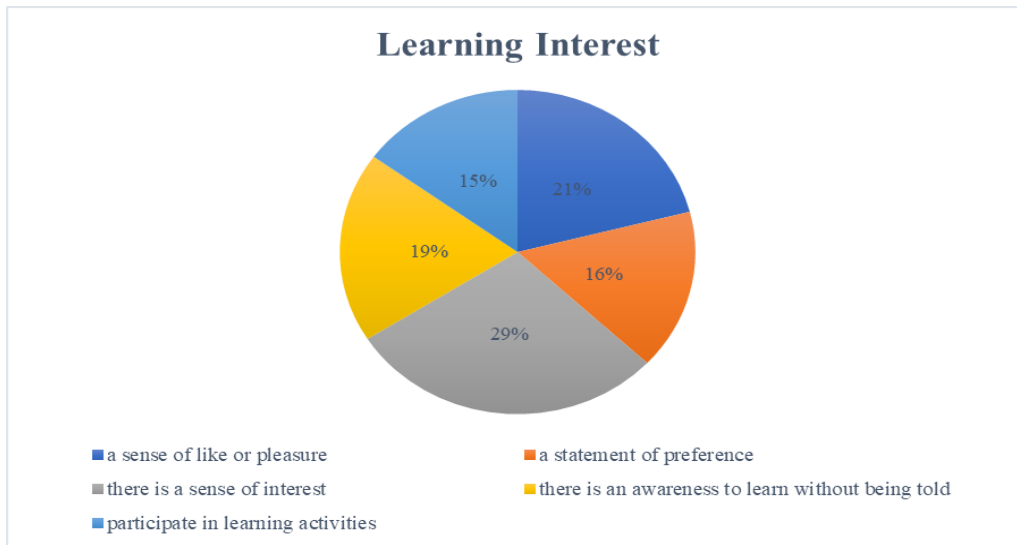 Learning Interest
15%
21%
19%
16%
29%
a sense of like or pleasure
a statement of preference
there is a sense of interest
there is an awareness to learn without being told
participate in learning activities